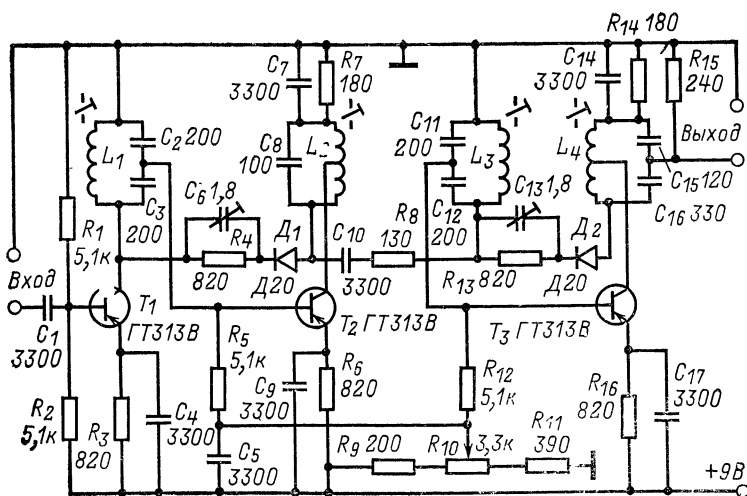 R14 180
C7
3300
R7
180
C14
3300
R15
240
L1
C2 200
C3
200
C8
100
L2
C11
200
L3
C12
200
L4
Выход
C15 120
C16 330
R1
5,1к
C6 1,8
R4
820
Д1
Д20
C10
3300
R8
130
C13 1,8
R13 820
Д2
Д20
Вход
C1
3300
T1
ГТ313В
T2 ГТ313В
T3 ГТ313В
R2
5,1к
R3
820
C4
3300
R5
5,1к
C5
3300
C9
3300
R6
820
R12
5,1к
R9 200
R10
3,3к
R11
390
R16
820
C17
3300
+9В